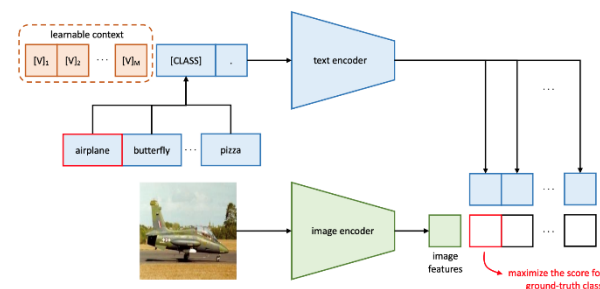 learnable context
[V]₁ [V]₂ ... [V]ᴍ [CLASS] . text encoder
...
airplane butterfly ... pizza
...
image encoder ...
image
features
maximize the score fo
ground-truth class